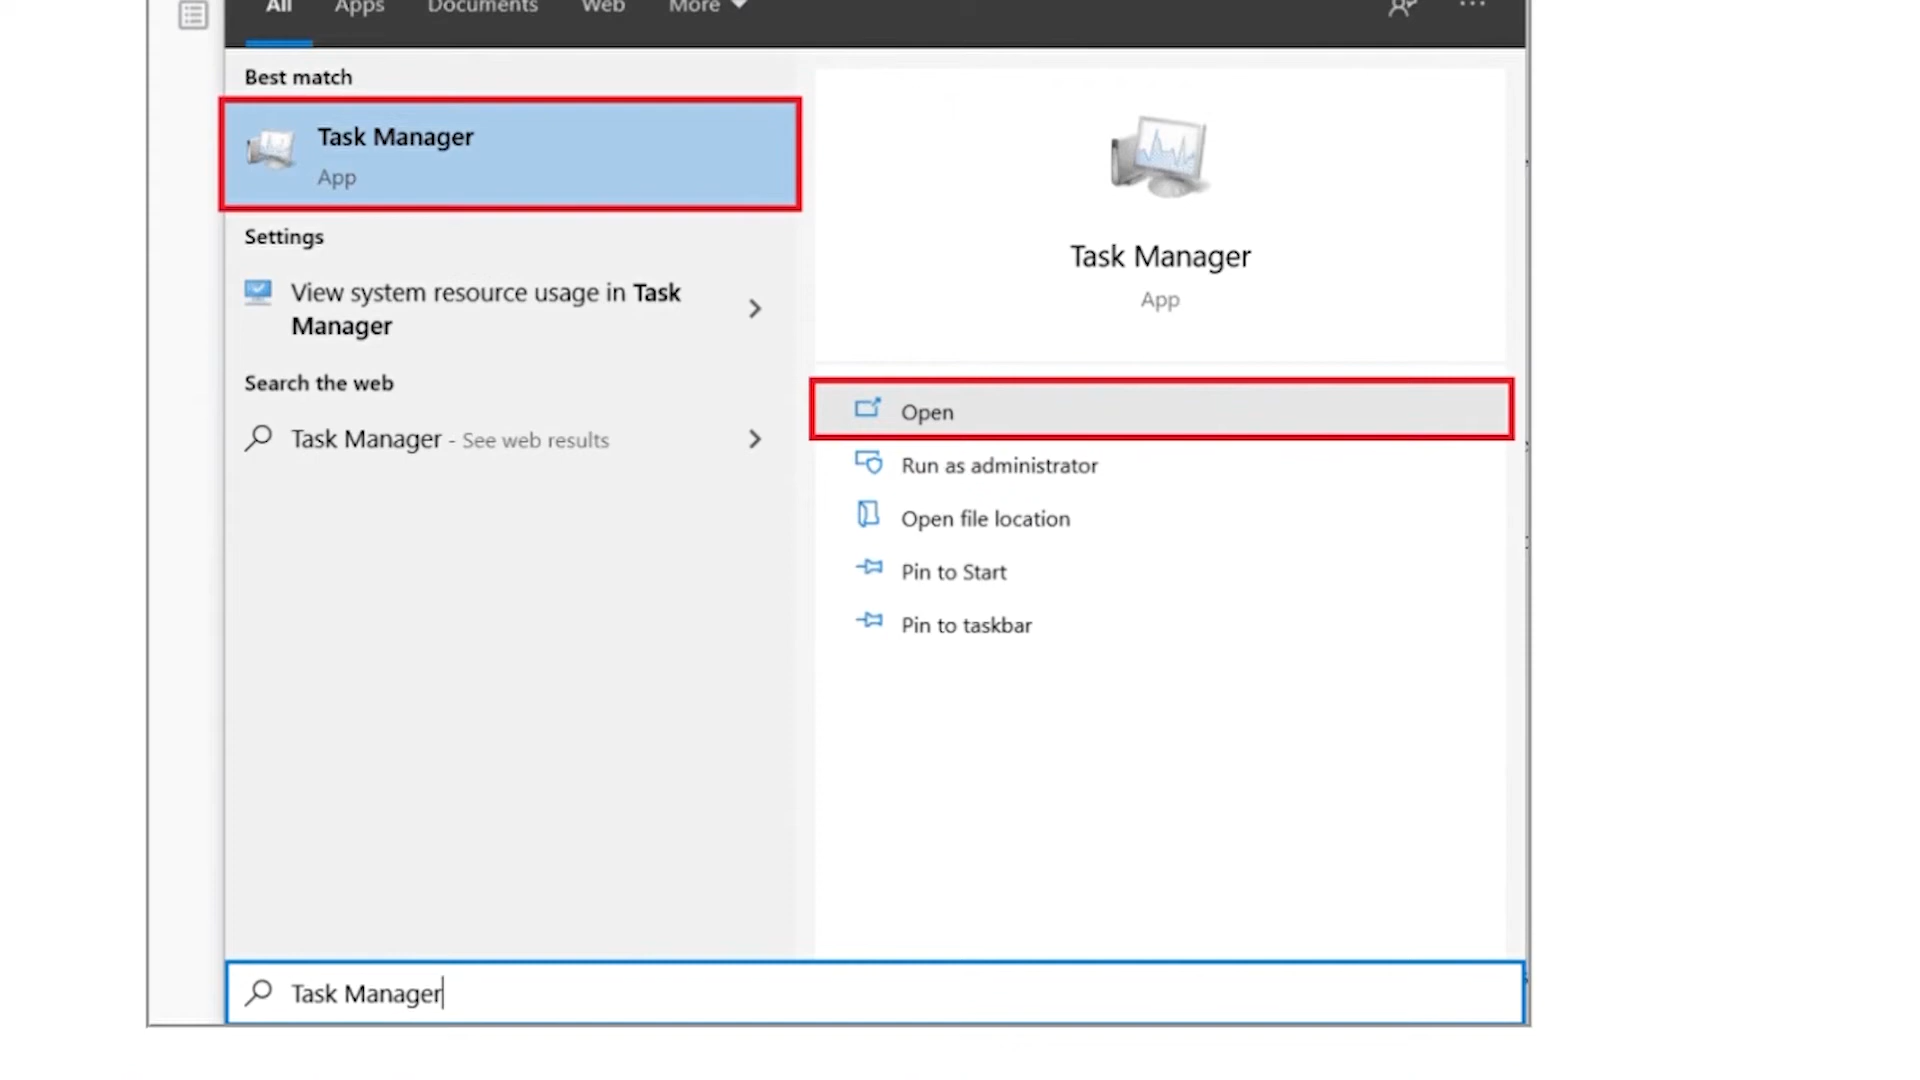 All Apps Documents Web More
Best match
Task Manager
App
Settings
View system resource usage in Task
Manager
Search the web
Task Manager - See web results
Task Manager
App
Open
Run as administrator
Open file location
Pin to Start
Pin to taskbar
Task Manager